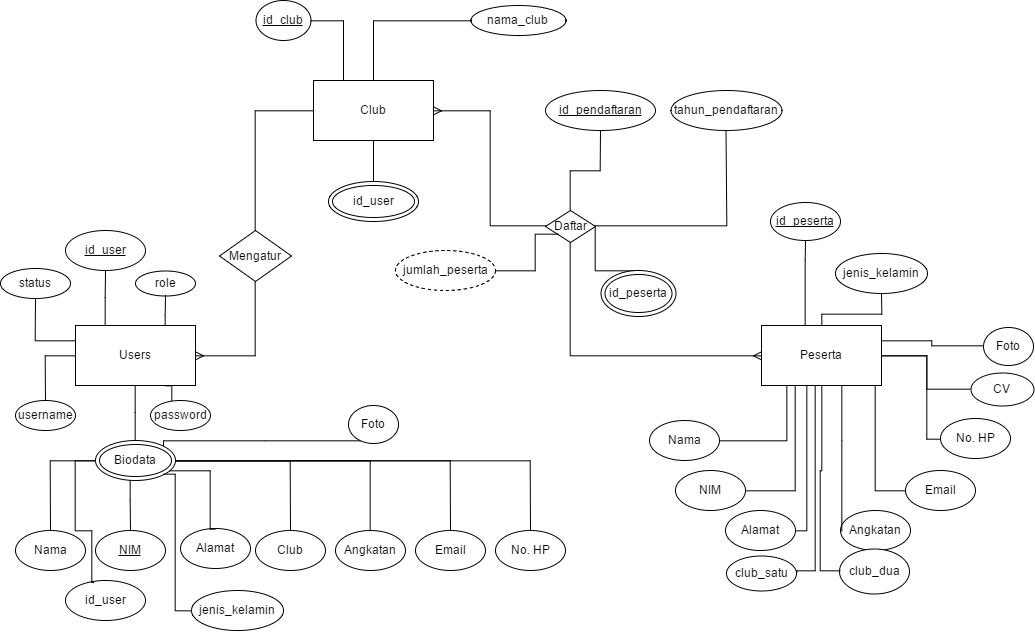 id_club
nama_club
Club
id_pendaftaran
tahun_pendaftaran
id_user
Daftar
id_peserta
id_user
Mengatur
jumlah_peserta
jenis_kelamin
status
role
id_peserta
Users
Peserta
Foto
CV
username
password
Foto
Nama
No. HP
Biodata
NIM
Email
Nama
NIM
Alamat
Club
Angkatan
Email
No. HP
Alamat
Angkatan
club_satu
club_dua
id_user
jenis_kelamin